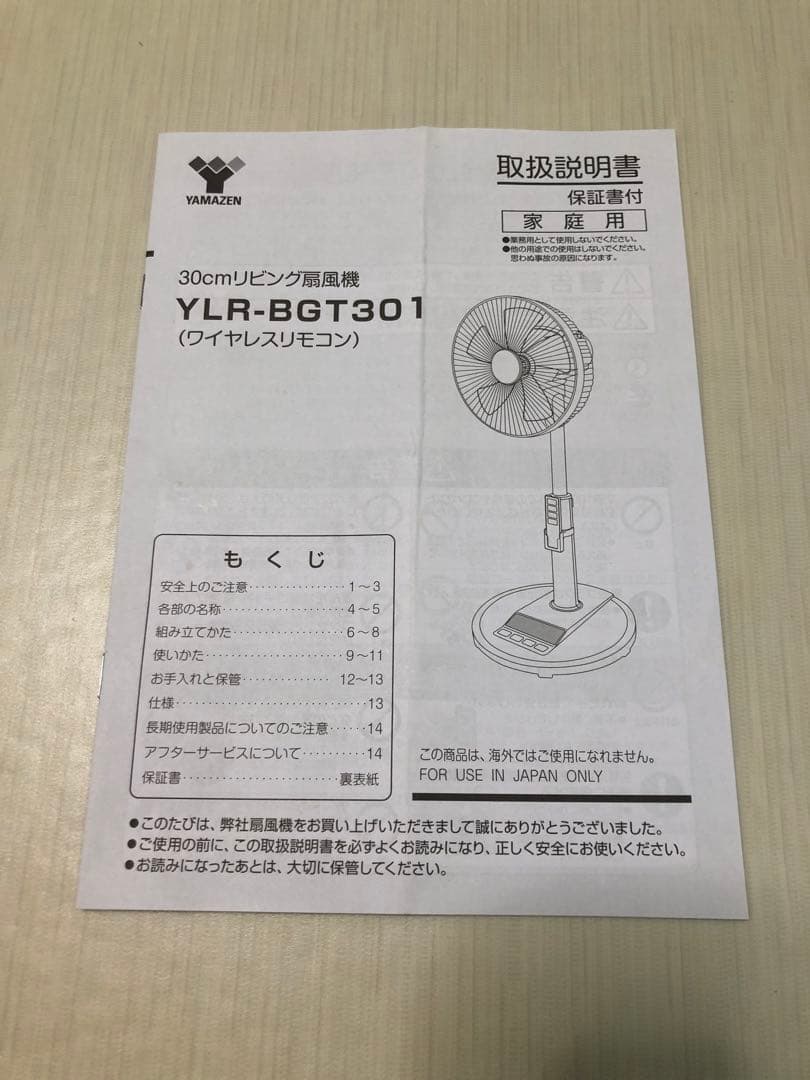 YAMAZEN
取扱説明書
保証書付
家庭用
●業務用として使用しないでください。
●他の用途での使用はしないでください。
思わぬ事故の原因になります。
30cmリビング扇風機
YLR-BGT301
(ワイヤレスリモコン)
もくじ
安全上のご注意‥‥‥‥‥‥‥1~3
各部の名称‥‥‥‥‥‥‥‥‥4~5
組み立てかた‥‥‥‥‥‥‥‥6~8
使いかた‥‥‥‥‥‥‥‥‥‥9~11
お手入れと保管‥‥‥‥‥‥12~13
仕様‥‥‥‥‥‥‥‥‥‥‥‥‥13
長期使用製品についてのご注意‥‥14
アフターサービスについて‥‥‥‥14
保証書‥‥‥‥‥‥‥‥‥‥‥裏表紙
この商品は、海外ではご使用になれません。
FOR USE IN JAPAN ONLY
●このたびは、弊社扇風機をお買い上げいただきまして誠にありがとうございました。
●ご使用の前に、この取扱説明書を必ずよくお読みになり、正しく安全にお使いください。
●お読みになったあとは、大切に保管してください。